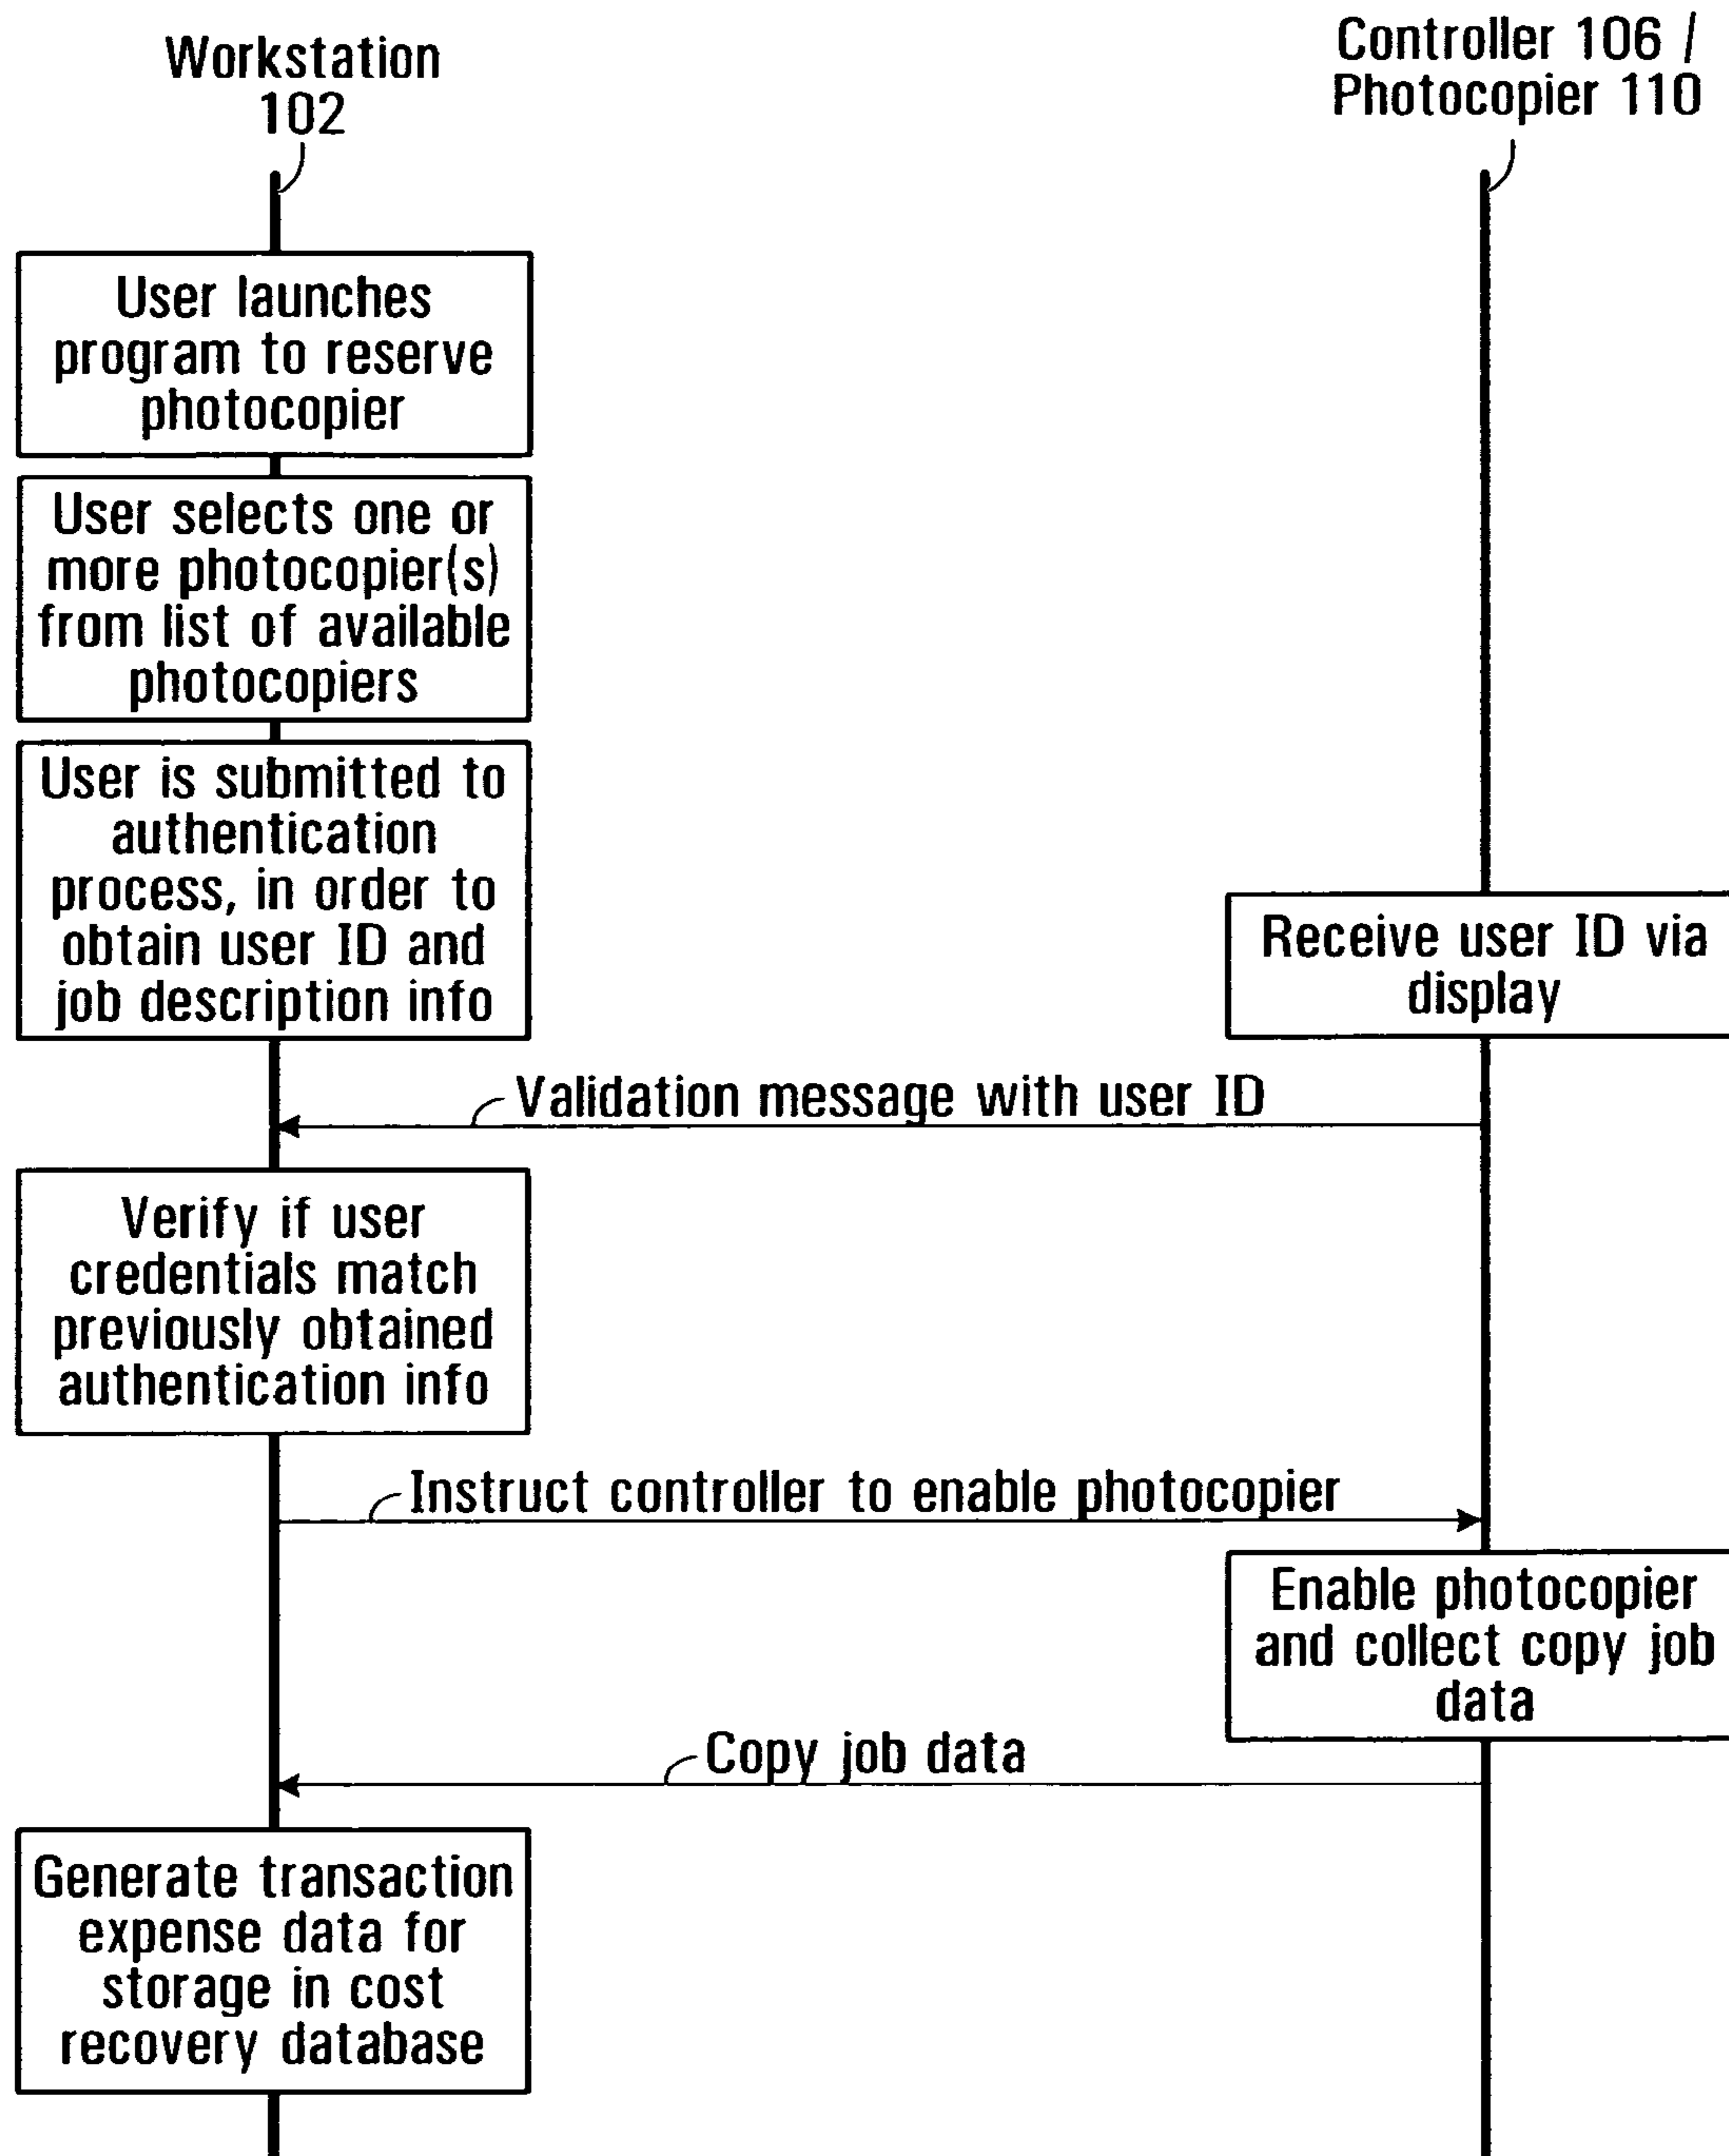 Workstation
102
Controller 106 /
Photocopier 110
User launches
program to reserve
photocopier
User selects one or
more photocopier(s)
from list of available
photocopiers
User is submitted to
authentication
process, in order to
obtain user ID and
job description info
Receive user ID via
display
Validation message with user ID
Verify if user
credentials match
previously obtained
authentication info
Instruct controller to enable photocopier
Enable photocopier
and collect copy job
data
Copy job data
Generate transaction
expense data for
storage in cost
recovery database